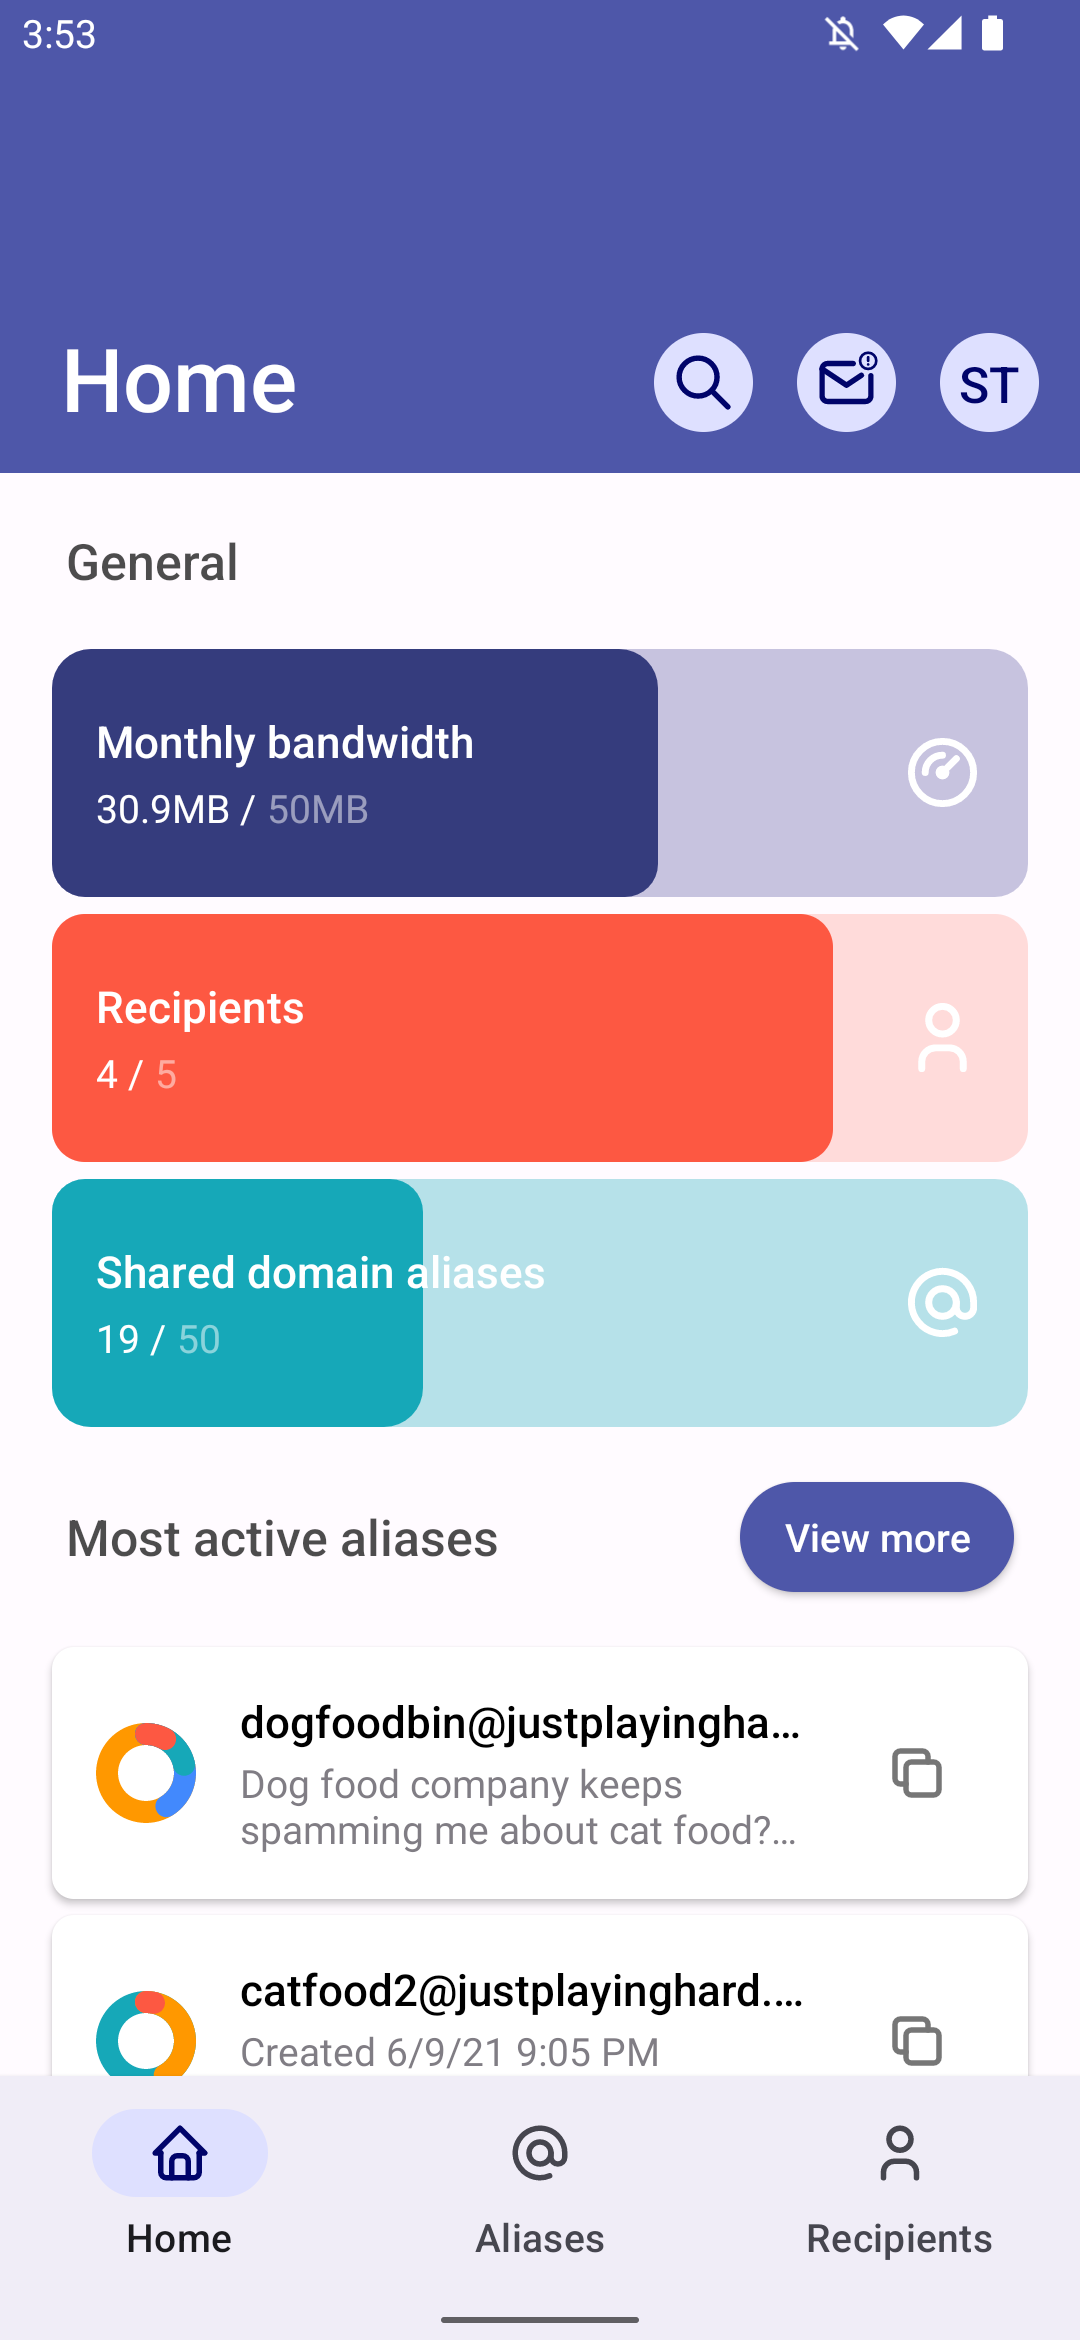 3:53
Home
ST
General
Monthly bandwidth
30.9MB / 50MB
Recipients
4 / 5
Shared domain aliases
19 / 50
Most active aliases
View more
dogfoodbin@justplayingha...
Dog food company keeps
spamming me about cat food?...
catfood2@justplayinghard....
Created 6/9/21 9:05 PM
Home
Aliases
Recipients